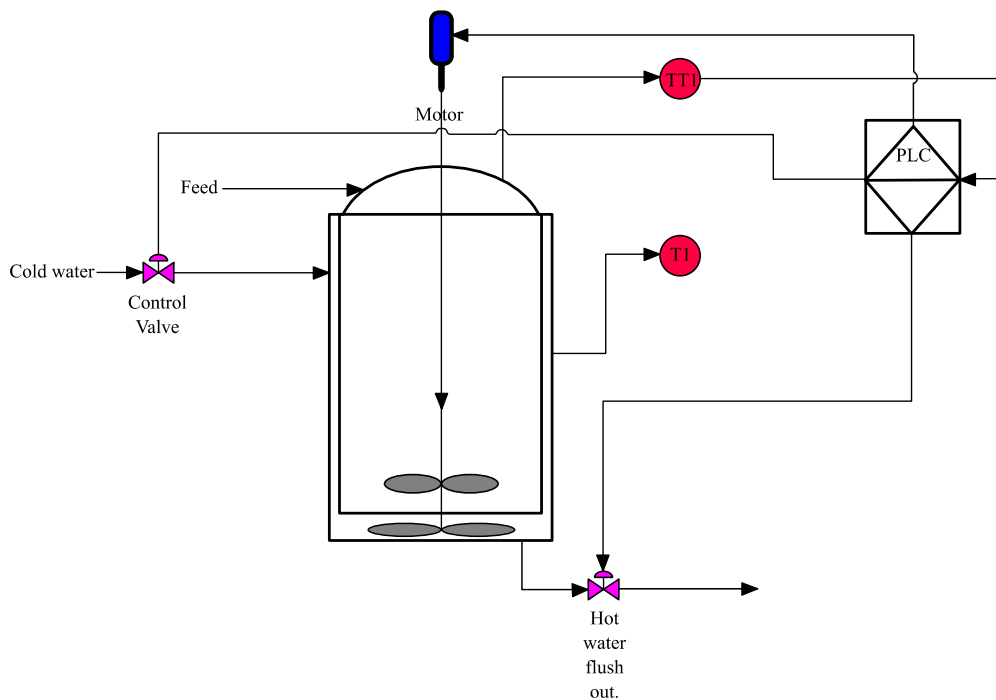 TT1
Motor
PLC
Feed
T1
Cold water
Control
Valve
Hot
water
flush
out.